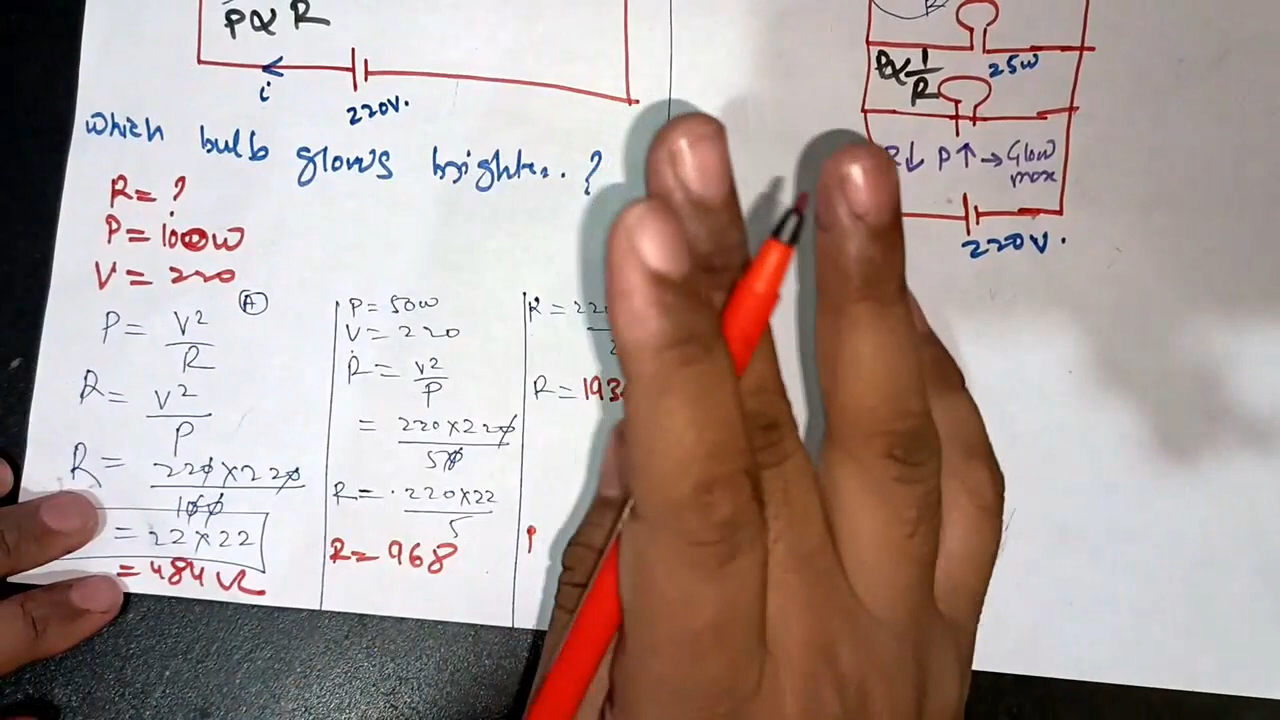 P∝R
i
220V.
which bulb glows brighter..?
R=?
P=100W
V=220
A
P=V²/R
R=V²/P
R=220×220/100
=22×22
=484Ω
P=50W
V=220
R=V²/P
=220×220/50
R=220×22/5
R=968
R=22
R=193
25W
P∝1/R
R↓ P↑→Glow
max
220V.